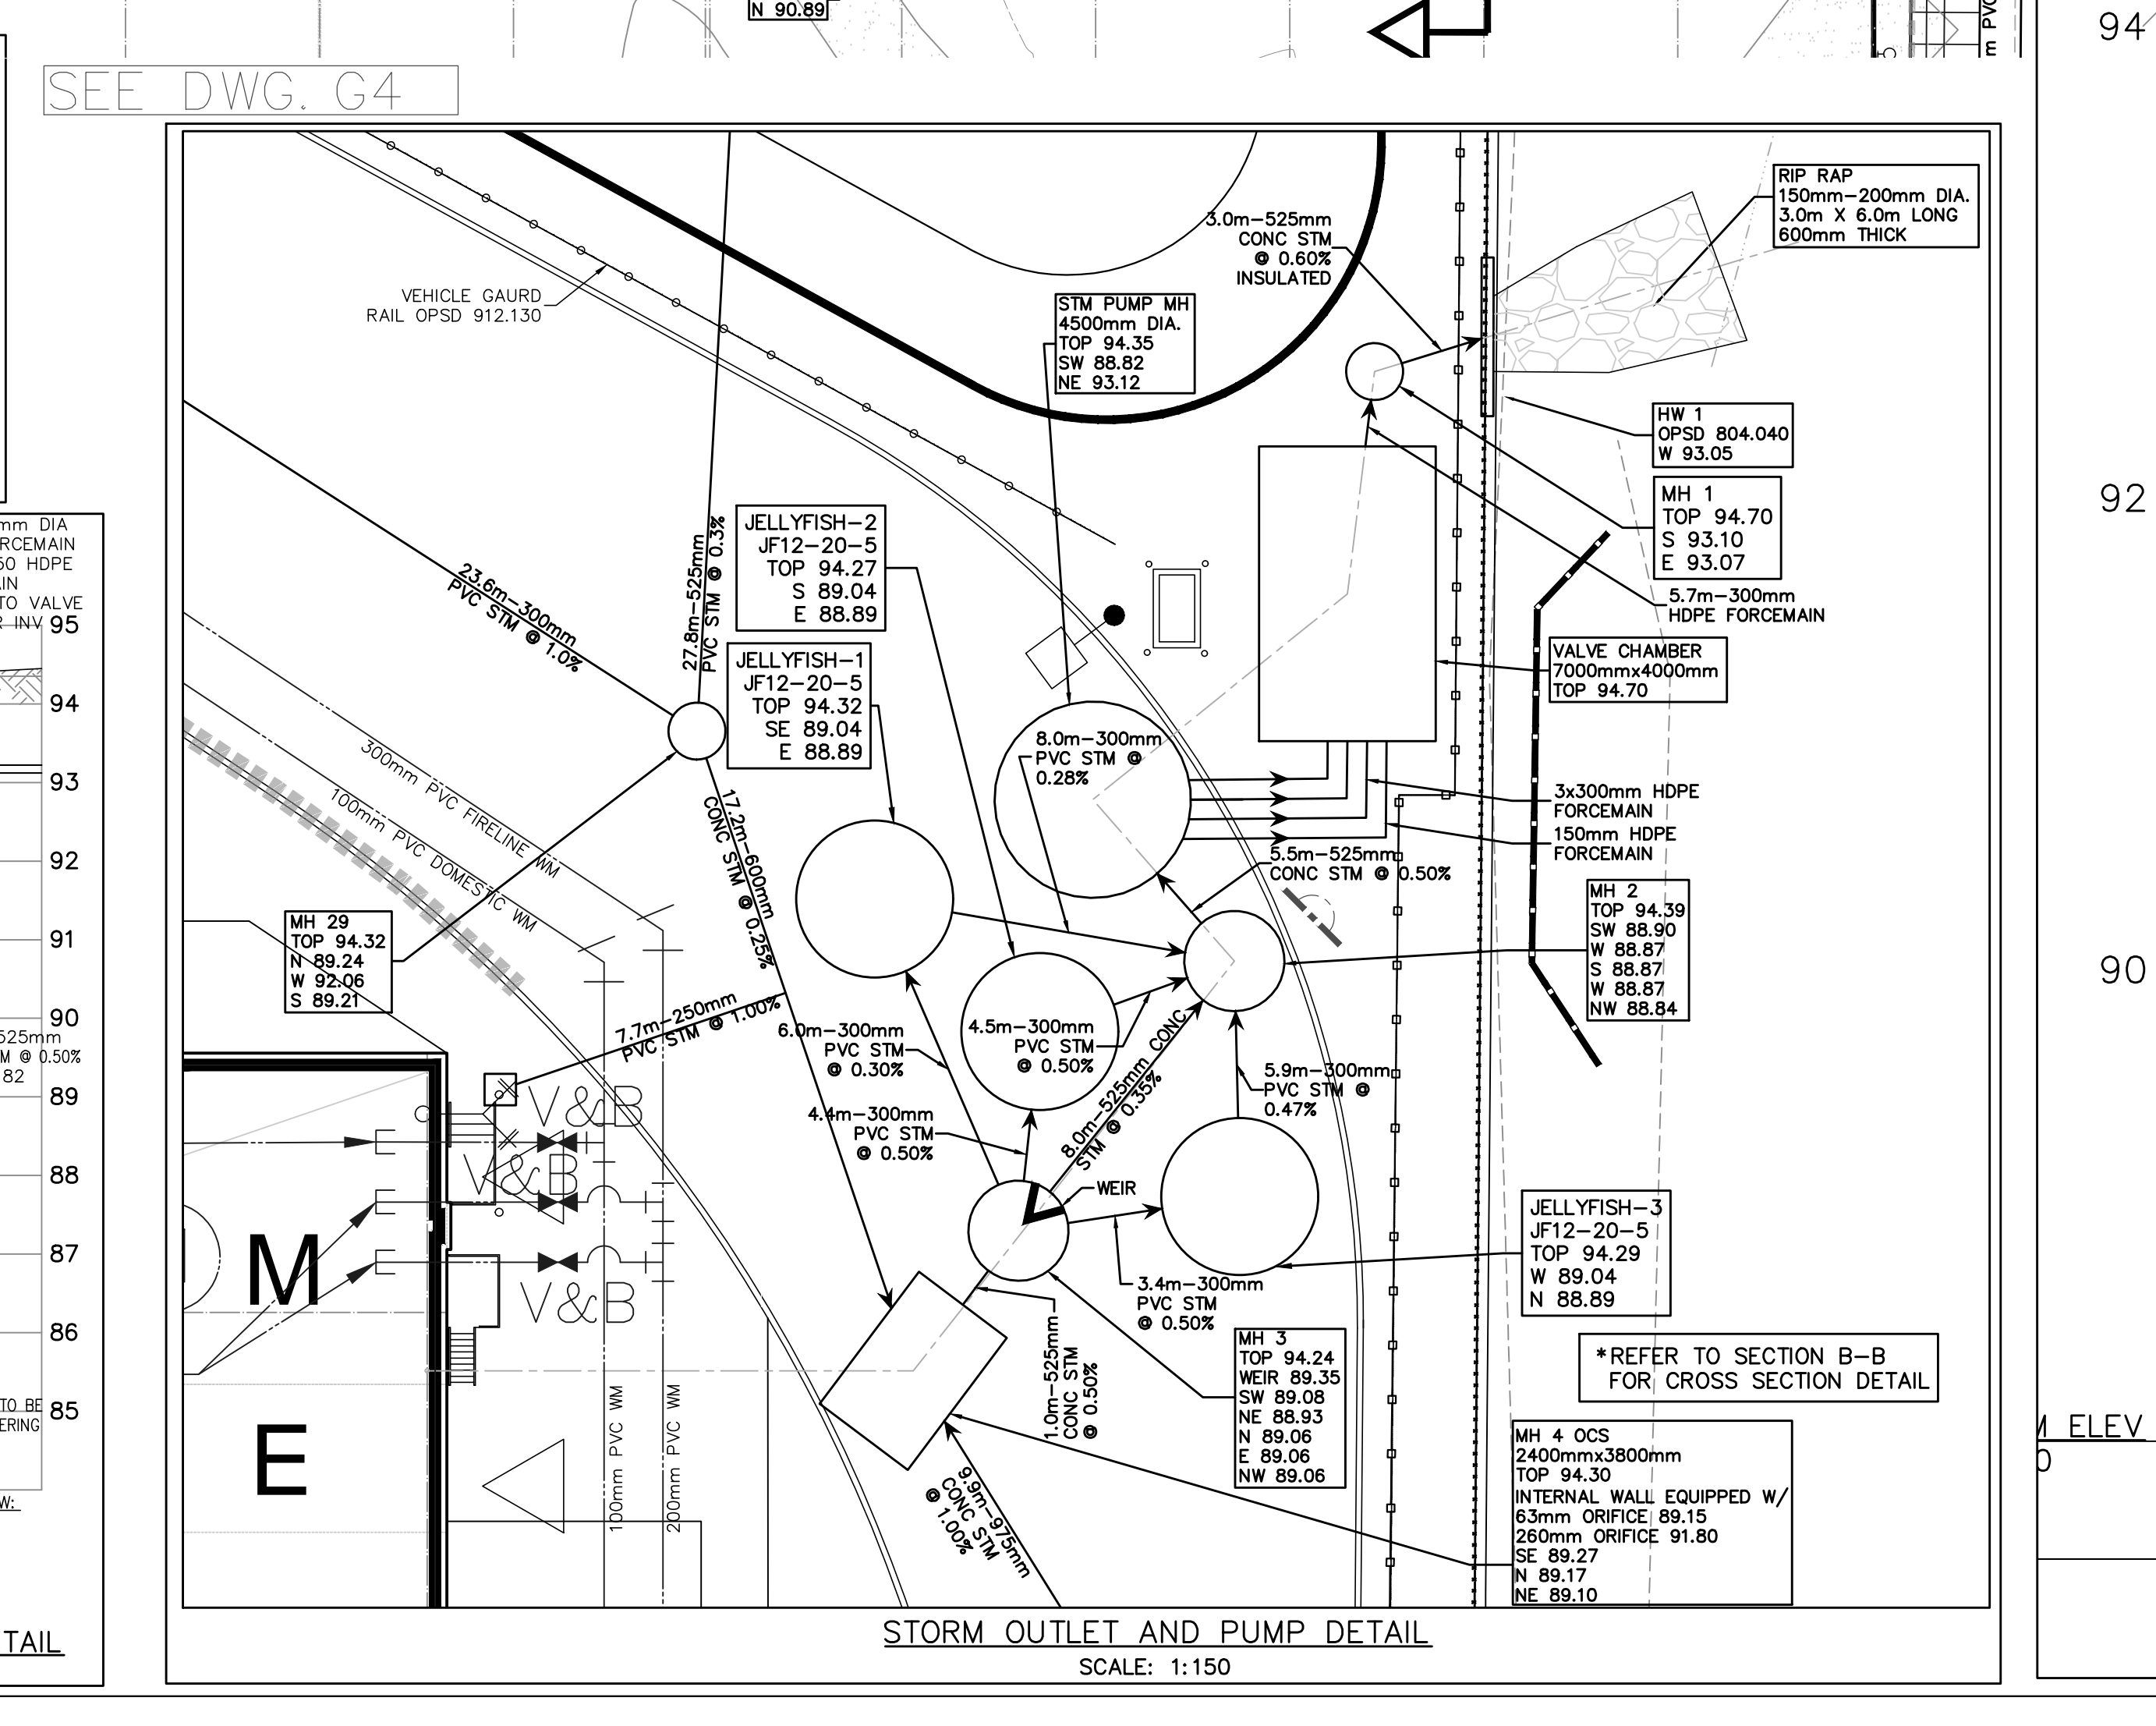 N 90.89
SEE DWG. G4
94
92
90
mm DIA
RCEMAIN
50 HDPE
AIN
TO VALVE
R INV
95
94
93
92
91
90
525mm
M @ 0.50%
82
89
88
87
86
TO BE
ERING
85
W:
TAIL
m PVC
3.0m-525mm
CONC STM
@ 0.60%
INSULATED
RIP RAP
150mm-200mm DIA.
3.0m X 6.0m LONG
600mm THICK
VEHICLE GAURD
RAIL OPSD 912.130
STM PUMP MH
4500mm DIA.
TOP 94.35
SW 88.82
NE 93.12
HW 1
OPSD 804.040
W 93.05
MH 1
TOP 94.70
S 93.10
E 93.07
5.7m-300mm
HDPE FORCEMAIN
VALVE CHAMBER
7000mmx4000mm
TOP 94.70
JELLYFISH-2
JF12-20-5
TOP 94.27
S 89.04
E 88.89
JELLYFISH-1
JF12-20-5
TOP 94.32
SE 89.04
E 88.89
23.6m-300mm
PVC STM @ 1.0%
27.8m-525mm
PVC STM @ 0.3%
300mm PVC FIRELINE WM
100mm PVC DOMESTIC WM
17.2m-600mm
CONC STM @ 0.25%
8.0m-300mm
PVC STM @
0.28%
3x300mm HDPE
FORCEMAIN
150mm HDPE
FORCEMAIN
5.5m-525mm
CONC STM @ 0.50%
MH 2
TOP 94.39
SW 88.90
W 88.87
S 88.87
W 88.87
NW 88.84
MH 29
TOP 94.32
N 89.24
W 92.06
S 89.21
7.7m-250mm
PVC STM @ 1.00%
6.0m-300mm
PVC STM
@ 0.30%
4.5m-300mm
PVC STM
@ 0.50%
8.0m-525mm CONC
STM @ 0.35%
5.9m-300mm
PVC STM @
0.47%
4.4m-300mm
PVC STM
@ 0.50%
V&B
V&B
V&B
WEIR
3.4m-300mm
PVC STM
@ 0.50%
JELLYFISH-3
JF12-20-5
TOP 94.29
W 89.04
N 88.89
M
E
1.0m-525mm
CONC STM
@ 0.50%
MH 3
TOP 94.24
WEIR 89.35
SW 89.08
NE 88.93
N 89.06
E 89.06
NW 89.06
*REFER TO SECTION B-B
FOR CROSS SECTION DETAIL
100mm PVC WM
200mm PVC WM
9.9m-975mm
CONC STM
@ 1.00%
MH 4 OCS
2400mmx3800mm
TOP 94.30
INTERNAL WALL EQUIPPED W/
63mm ORIFICE 89.15
260mm ORIFICE 91.80
SE 89.27
N 89.17
NE 89.10
STORM OUTLET AND PUMP DETAIL
SCALE: 1:150
M ELEV
0